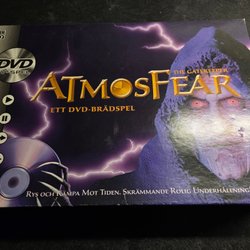 DVD
THE GATEKEEPER
ATMOSFEAR
ETT DVD-BRÄDSPEL
RYS OCH KÄMPA MOT TIDEN. SKRÄMMANDE ROLIG UNDERHÅLLNING!